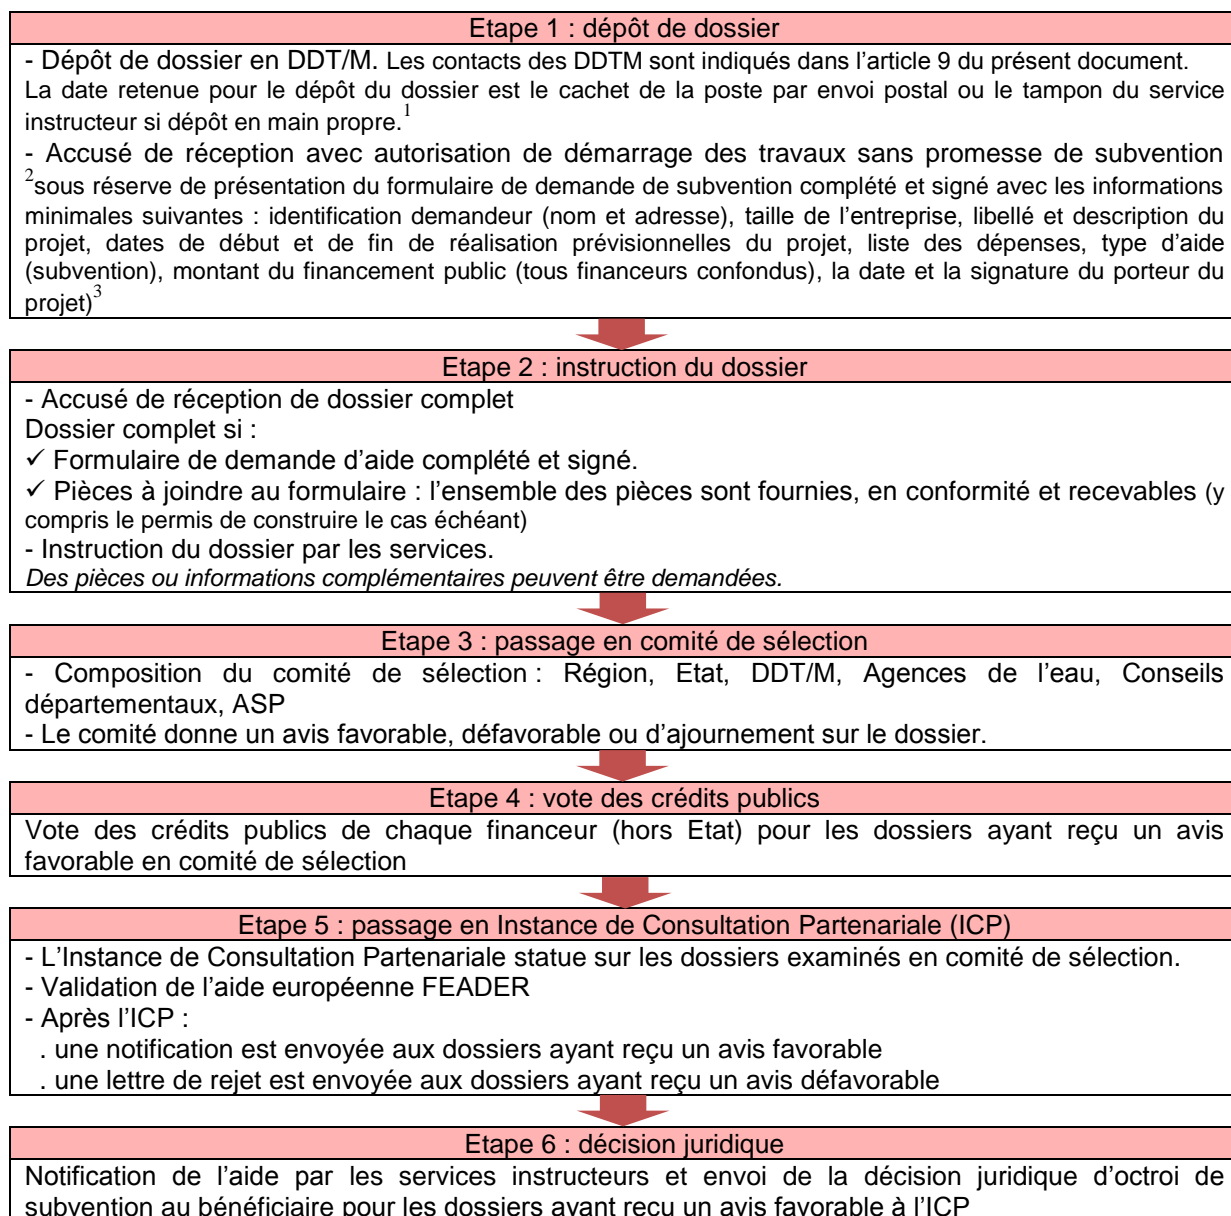 Etape 1 : dépôt de dossier
- Dépôt de dossier en DDT/M. Les contacts des DDTM sont indiqués dans l’article 9 du présent document.
La date retenue pour le dépôt du dossier est le cachet de la poste par envoi postal ou le tampon du service
instructeur si dépôt en main propre.1
- Accusé de réception avec autorisation de démarrage des travaux sans promesse de subvention
2sous réserve de présentation du formulaire de demande de subvention complété et signé avec les informations
minimales suivantes : identification demandeur (nom et adresse), taille de l’entreprise, libellé et description du
projet, dates de début et de fin de réalisation prévisionnelles du projet, liste des dépenses, type d’aide
(subvention), montant du financement public (tous financeurs confondus), la date et la signature du porteur du
projet)3
Etape 2 : instruction du dossier
- Accusé de réception de dossier complet
Dossier complet si :
✓ Formulaire de demande d’aide complété et signé.
✓ Pièces à joindre au formulaire : l’ensemble des pièces sont fournies, en conformité et recevables (y
compris le permis de construire le cas échéant)
- Instruction du dossier par les services.
Des pièces ou informations complémentaires peuvent être demandées.
Etape 3 : passage en comité de sélection
- Composition du comité de sélection : Région, Etat, DDT/M, Agences de l’eau, Conseils
départementaux, ASP
- Le comité donne un avis favorable, défavorable ou d’ajournement sur le dossier.
Etape 4 : vote des crédits publics
Vote des crédits publics de chaque financeur (hors Etat) pour les dossiers ayant reçu un avis
favorable en comité de sélection
Etape 5 : passage en Instance de Consultation Partenariale (ICP)
- L’Instance de Consultation Partenariale statue sur les dossiers examinés en comité de sélection.
- Validation de l’aide européenne FEADER
- Après l’ICP :
. une notification est envoyée aux dossiers ayant reçu un avis favorable
. une lettre de rejet est envoyée aux dossiers ayant reçu un avis défavorable
Etape 6 : décision juridique
Notification de l’aide par les services instructeurs et envoi de la décision juridique d’octroi de
subvention au bénéficiaire pour les dossiers ayant reçu un avis favorable à l’ICP